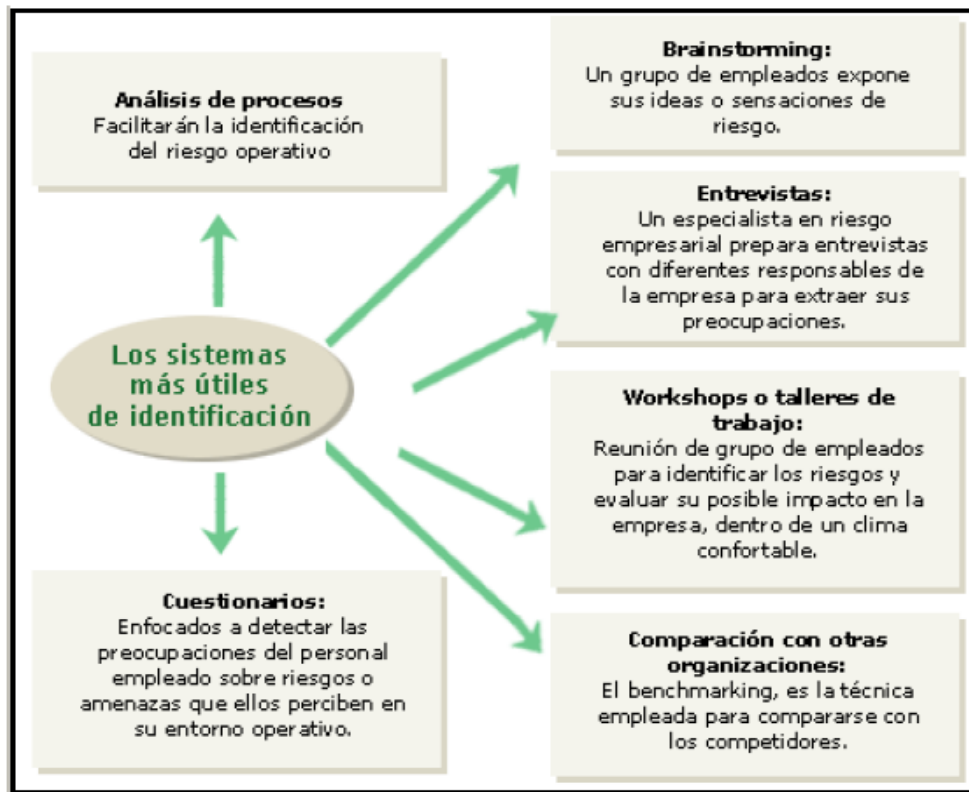 Análisis de procesos
Facilitarán la identificación
del riesgo operativo
Los sistemas
más útiles
de identificación
Cuestionarios:
Enfocados a detectar las
preocupaciones del personal
empleado sobre riesgos o
amenazas que ellos perciben en
su entorno operativo.
Brainstorming:
Un grupo de empleados expone
sus ideas o sensaciones de
riesgo.
Entrevistas:
Un especialista en riesgo
empresarial prepara entrevistas
con diferentes responsables de
la empresa para extraer sus
preocupaciones.
Workshops o talleres de
trabajo:
Reunión de grupo de empleados
para identificar los riesgos y
evaluar su posible impacto en la
empresa, dentro de un clima
confortable.
Comparación con otras
organizaciones:
El benchmarking, es la técnica
empleada para compararse con
los competidores.